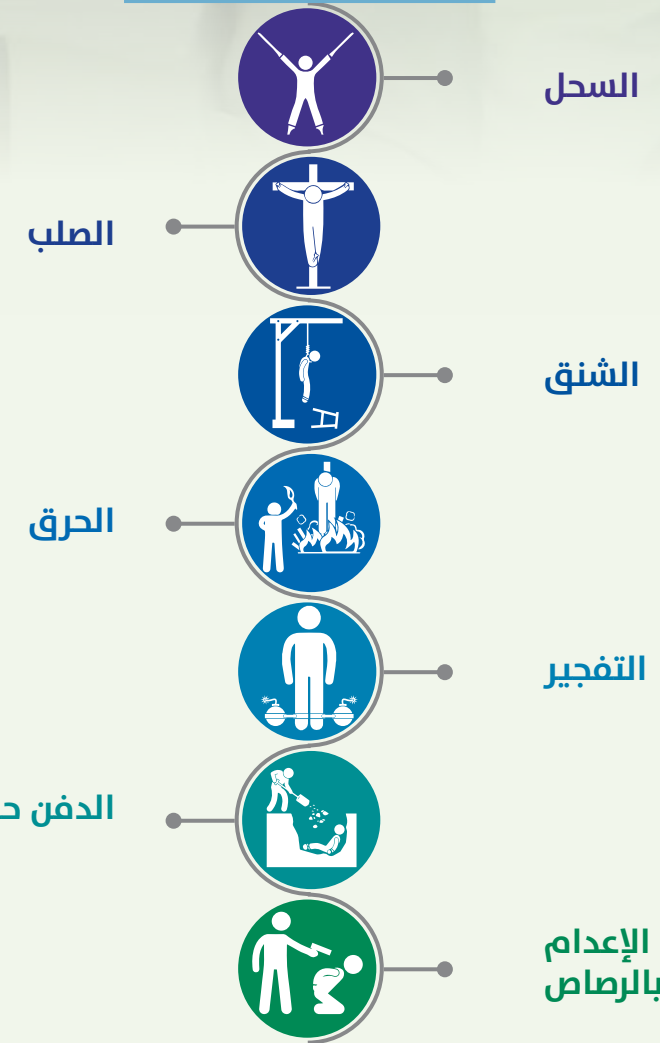 السحل
الصلب
الشنق
الحرق
التفجير
الدفن
الإعدام
بالرصاص